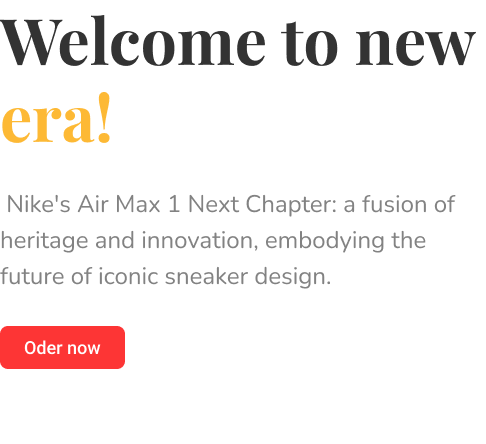 Welcome to new
era!
Nike's Air Max 1 Next Chapter: a fusion of
heritage and innovation, embodying the
future of iconic sneaker design.
Oder now